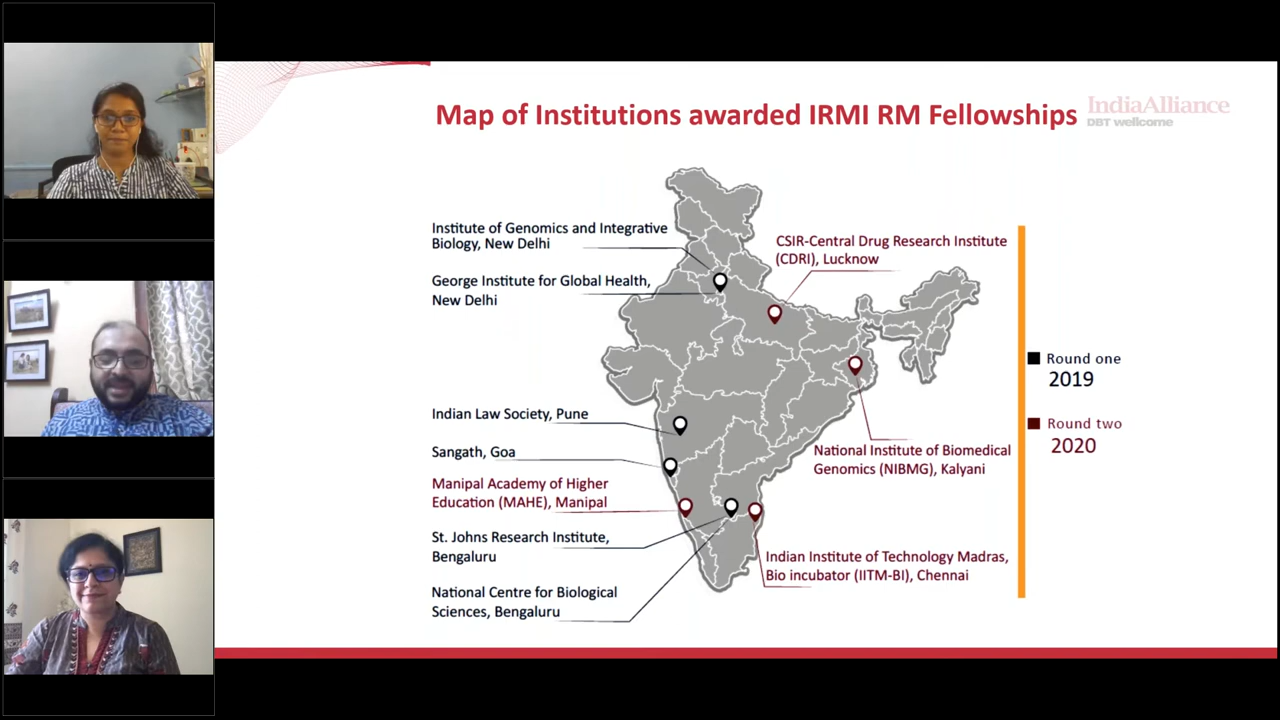 Map of Institutions awarded IRMI RM Fellowships
IndiaAlliance
DBT wellcome
Institute of Genomics and Integrative
Biology, New Delhi
George Institute for Global Health,
New Delhi
CSIR-Central Drug Research Institute
(CDRI), Lucknow
Round one
2019
Round two
2020
Indian Law Society, Pune
Sangath, Goa
Manipal Academy of Higher
Education (MAHE), Manipal
St. Johns Research Institute,
Bengaluru
National Centre for Biological
Sciences, Bengaluru
National Institute of Biomedical
Genomics (NIBMG), Kalyani
Indian Institute of Technology Madras,
Bio incubator (IITM-BI), Chennai